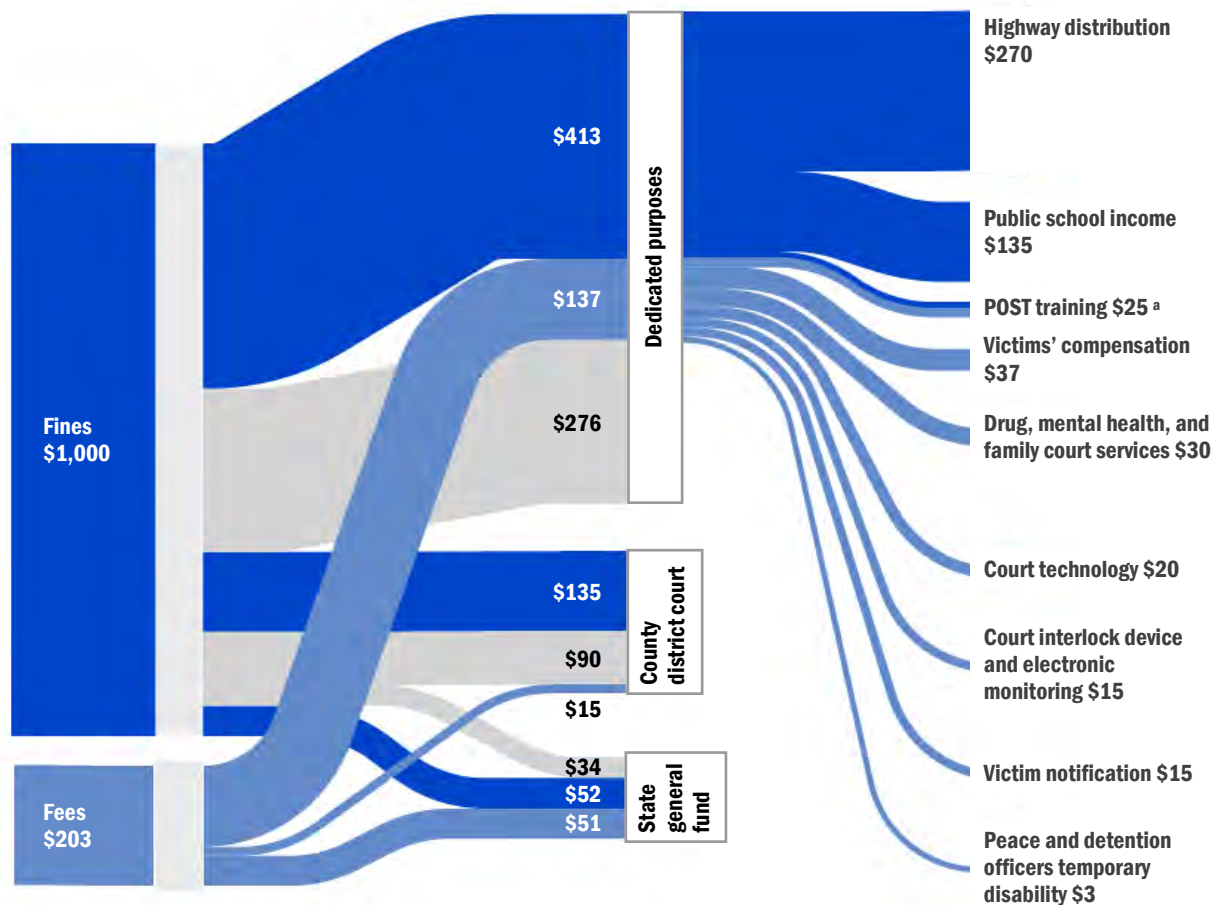 Fines
$1,000
Fees
$203
$413
$137
$276
$135
$90
$15
$34
$52
$51
Dedicated purposes
County
district court
State
general
fund
Highway distribution
$270
Public school income
$135
POST training $25 a
Victims’ compensation
$37
Drug, mental health, and
family court services $30
Court technology $20
Court interlock device
and electronic
monitoring $15
Victim notification $15
Peace and detention
officers temporary
disability $3